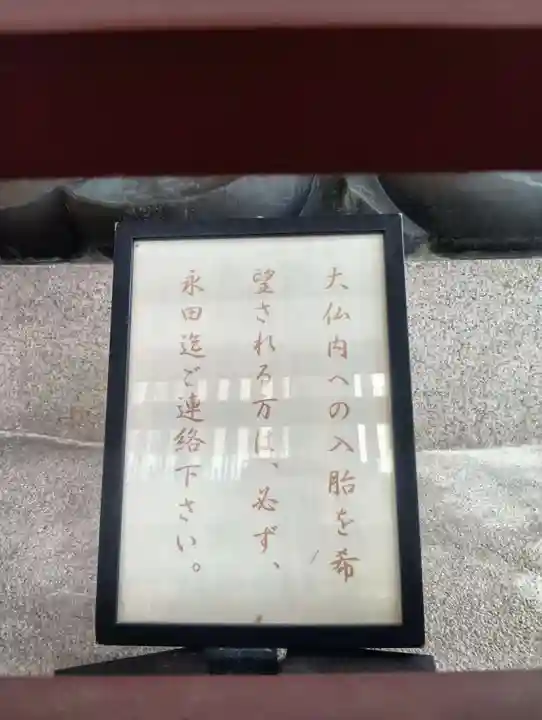 大仏内への入胎を希
望される方は、必ず、
永田迄ご連絡下さい。